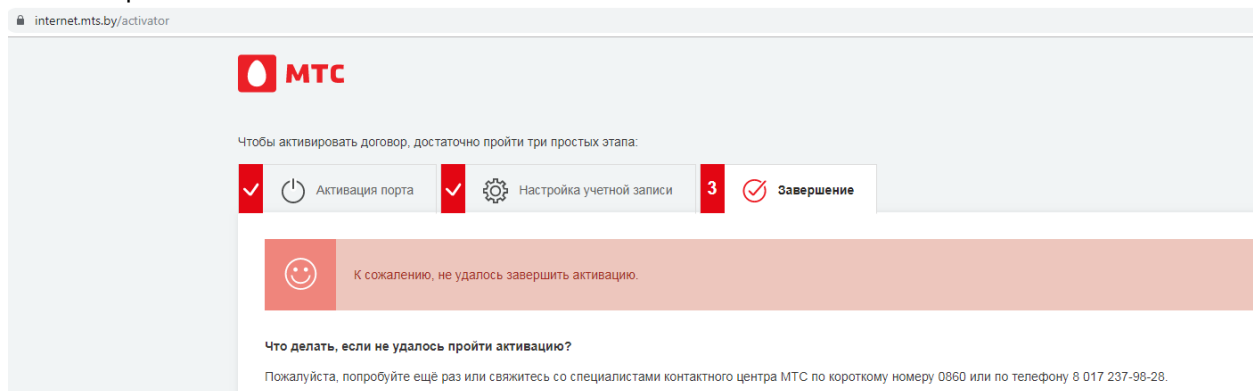 internet.mts.by/activator
МТС
Чтобы активировать договор, достаточно пройти три простых этапа:
Активация порта Настройка учетной записи 3 Завершение
К сожалению, не удалось завершить активацию.
Что делать, если не удалось пройти активацию?
Пожалуйста, попробуйте ещё раз или свяжитесь со специалистами контактного центра МТС по короткому номеру 0860 или по телефону 8 017 237-98-28.